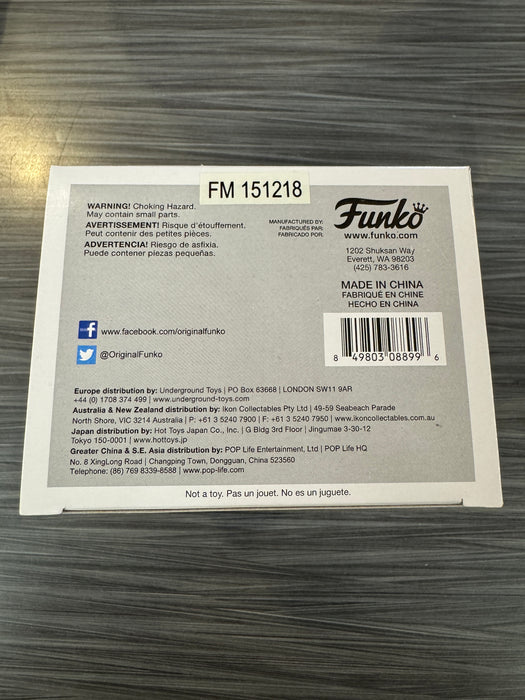 FM 151218
WARNING! Choking Hazard.
May contain small parts.
AVERTISSEMENT! Risque d'étouffement.
Peut contenir des petites pièces.
ADVERTENCIA! Riesgo de asfixia.
Puede contener piezas pequeñas.
MANUFACTURED BY:
FABRIQUÉS PAR:
FABRICADO POR:
Funko
www.funko.com
1202 Shuksan Way
Everett, WA 98203
(425) 783-3616
MADE IN CHINA
FABRIQUÉ EN CHINE
HECHO EN CHINA
8 49803 08899 6
f www.facebook.com/originalfunko
@OriginalFunko
Europe distribution by: Underground Toys | PO Box 63668 | LONDON SW11 9AR
+44 (0) 1708 374 499 | www.underground-toys.com
Australia & New Zealand distribution by: Ikon Collectables Pty Ltd | 49-59 Seabeach Parade
North Shore, VIC 3214 Australia | P: +61 3 5240 7900 | F: +61 3 5240 7950 | www.ikoncollectables.com.au
Japan distribution by: Hot Toys Japan Co., Inc. | G Bldg 3rd Floor | Jingumae 3-30-12
Tokyo 150-0001 | www.hottoys.jp
Greater China & S.E. Asia distribution by: POP Life Entertainment, Ltd | POP Life HQ
No. 8 XingLong Road | Changping Town, Dongguan, China 523560
Telephone: (86) 769 8339-8588 | www.pop-life.com
Not a toy. Pas un jouet. No es un juguete.